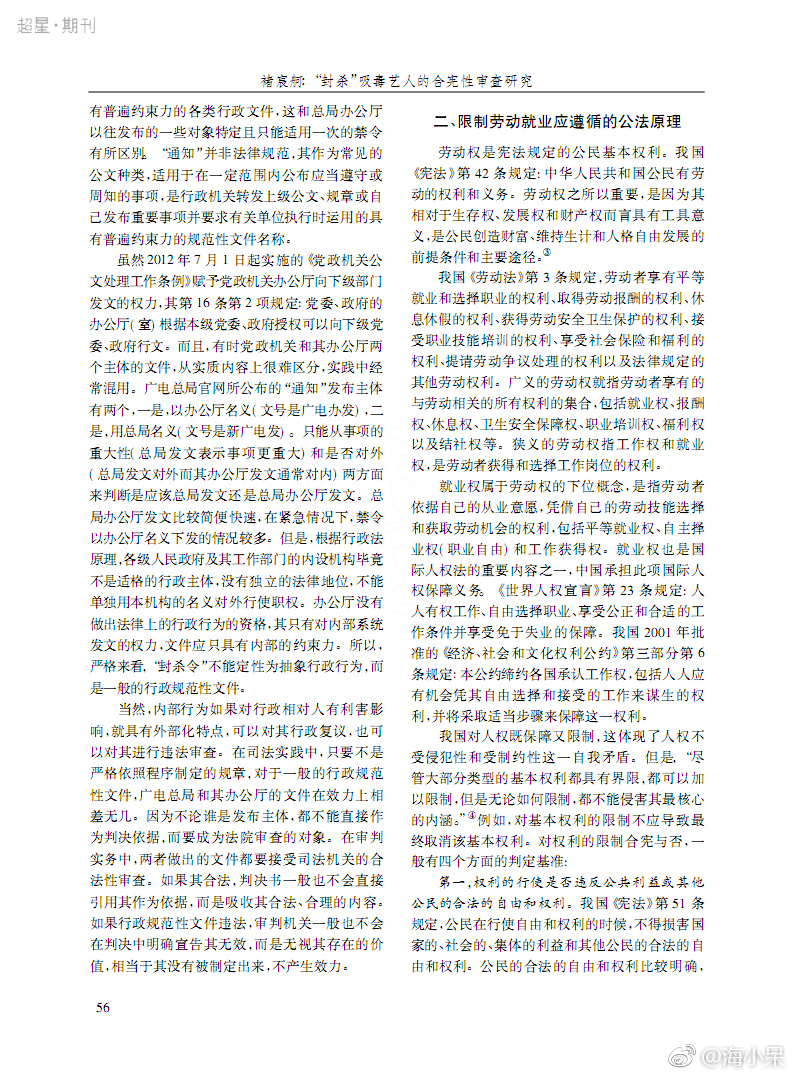 超星·期刊
褚宸舸: “封杀”吸毒艺人的合宪性审查研究
有普遍约束力的各类行政文件,这和总局办公厅
以往发布的一些对象特定且只能适用一次的禁令
有所区别。“通知”并非法律规范,其作为常见的
公文种类,适用于在一定范围内公布应当遵守或
周知的事项,是行政机关转发上级公文、规章或自
己发布重要事项并要求有关单位执行时运用的具
有普遍约束力的规范性文件名称。
虽然 2012 年 7 月 1 日起实施的《党政机关公
文处理工作条例》赋予党政机关办公厅向下级部门
发文的权力,其第 16 条第 2 项规定: 党委、政府的
办公厅( 室) 根据本级党委、政府授权可以向下级党
委、政府行文。而且,有时党政机关和其办公厅两
个主体的文件,从实质内容上很难区分,实践中经
常混用。广电总局官网所公布的“通知”发布主体
有两个,一是,以办公厅名义( 文号是广电办发) ,二
是,用总局名义( 文号是新广电发) 。只能从事项的
重大性( 总局发文表示事项更重大) 和是否对外
( 总局发文对外而其办公厅发文通常对内) 两方面
来判断是应该总局发文还是总局办公厅发文。总
局办公厅发文比较简便快速,在紧急情况下,禁令
以办公厅名义下发的情况较多。但是,根据行政法
原理,各级人民政府及其工作部门的内设机构毕竟
不是适格的行政主体,没有独立的法律地位,不能
单独用本机构的名义对外行使职权。办公厅没有
做出法律上的行政行为的资格,其只有对内部系统
发文的权力,文件应只具有内部的约束力。所以,
严格来看,“封杀令”不能定性为抽象行政行为,而
是一般的行政规范性文件。
当然,内部行为如果对行政相对人有利害影
响,就具有外部化特点,可以对其行政复议,也可
以对其进行违法审查。在司法实践中,只要不是
严格依照程序制定的规章,对于一般的行政规范
性文件,广电总局和其办公厅的文件在效力上相
差无几。因为不论谁是发布主体,都不能直接作
为判决依据,而要成为法院审查的对象。在审判
实务中,两者做出的文件都要接受司法机关的合
法性审查。如果其合法,判决书一般也不会直接
引用其作为依据,而是吸收其合法、合理的内容。
如果行政规范性文件违法,审判机关一般也不会
在判决中明确宣告其无效,而是无视其存在的价
值,相当于其没有被制定出来,不产生效力。
二、限制劳动就业应遵循的公法原理
劳动权是宪法规定的公民基本权利。我国
《宪法》第 42 条规定: 中华人民共和国公民有劳
动的权利和义务。劳动权之所以重要,是因为其
相对于生存权、发展权和财产权而言具有工具意
义,是公民创造财富、维持生计和人格自由发展的
前提条件和主要途径。③
我国《劳动法》第 3 条规定,劳动者享有平等
就业和选择职业的权利、取得劳动报酬的权利、休
息休假的权利、获得劳动安全卫生保护的权利、接
受职业技能培训的权利、享受社会保险和福利的
权利、提请劳动争议处理的权利以及法律规定的
其他劳动权利。广义的劳动权就指劳动者享有的
与劳动相关的所有权利的集合,包括就业权、报酬
权、休息权、卫生安全保障权、职业培训权、福利权
以及结社权等。狭义的劳动权指工作权和就业
权,是劳动者获得和选择工作岗位的权利。
就业权属于劳动权的下位概念,是指劳动者
依据自己的从业意愿,凭借自己的劳动技能选择
和获取劳动机会的权利,包括平等就业权、自主择
业权( 职业自由) 和工作获得权。就业权也是国
际人权法的重要内容之一,中国承担此项国际人
权保障义务。《世界人权宣言》第 23 条规定: 人
人有权工作、自由选择职业、享受公正和合适的工
作条件并享受免于失业的保障。我国 2001 年批
准的《经济、社会和文化权利公约》第三部分第 6
条规定: 本公约缔约各国承认工作权,包括人人应
有机会凭其自由选择和接受的工作来谋生的权
利,并将采取适当步骤来保障这一权利。
我国对人权既保障又限制,这体现了人权不
受侵犯性和受制约性这一自我矛盾。但是,“尽
管大部分类型的基本权利都具有界限,都可以加
以限制,但是无论如何限制,都不能侵害其最核心
的内涵。”④例如,对基本权利的限制不应导致最
终取消该基本权利。对权利的限制合宪与否,一
般有四个方面的判定基准:
第一,权利的行使是否违反公共利益或其他
公民的合法的自由和权利。我国《宪法》第 51 条
规定,公民在行使自由和权利的时候,不得损害国
家的、社会的、集体的利益和其他公民的合法的自
由和权利。公民的合法的自由和权利比较明确,
56
@海小呆